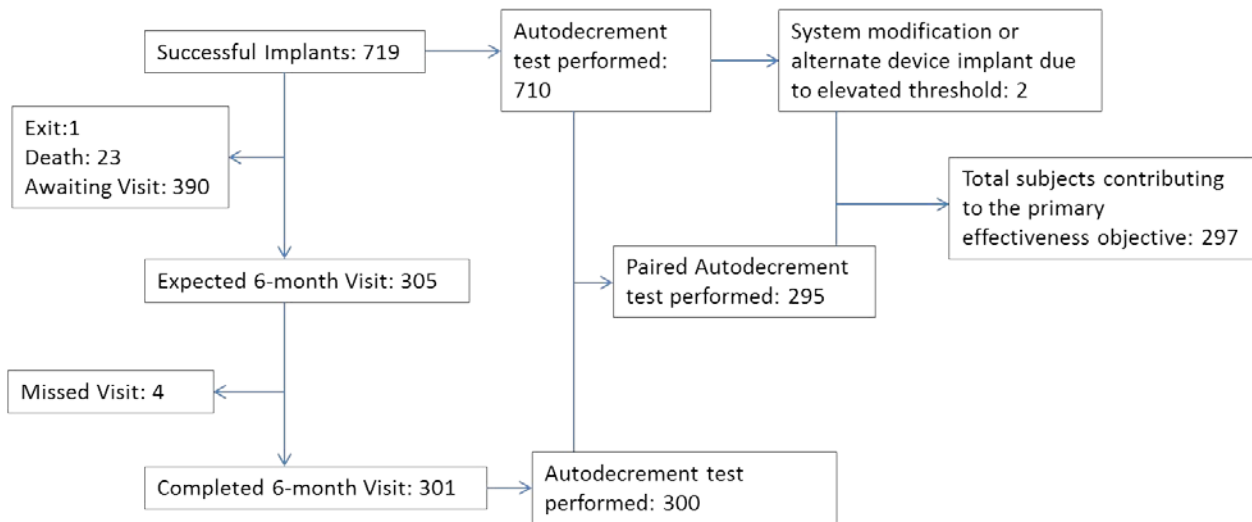 Successful Implants: 719
Autodecrement
test performed:
710
System modification or
alternate device implant due
to elevated threshold: 2
Exit:1
Death: 23
Awaiting Visit: 390
Total subjects contributing
to the primary
effectiveness objective: 297
Expected 6-month Visit: 305
Paired Autodecrement
test performed: 295
Missed Visit: 4
Completed 6-month Visit: 301
Autodecrement test
performed: 300